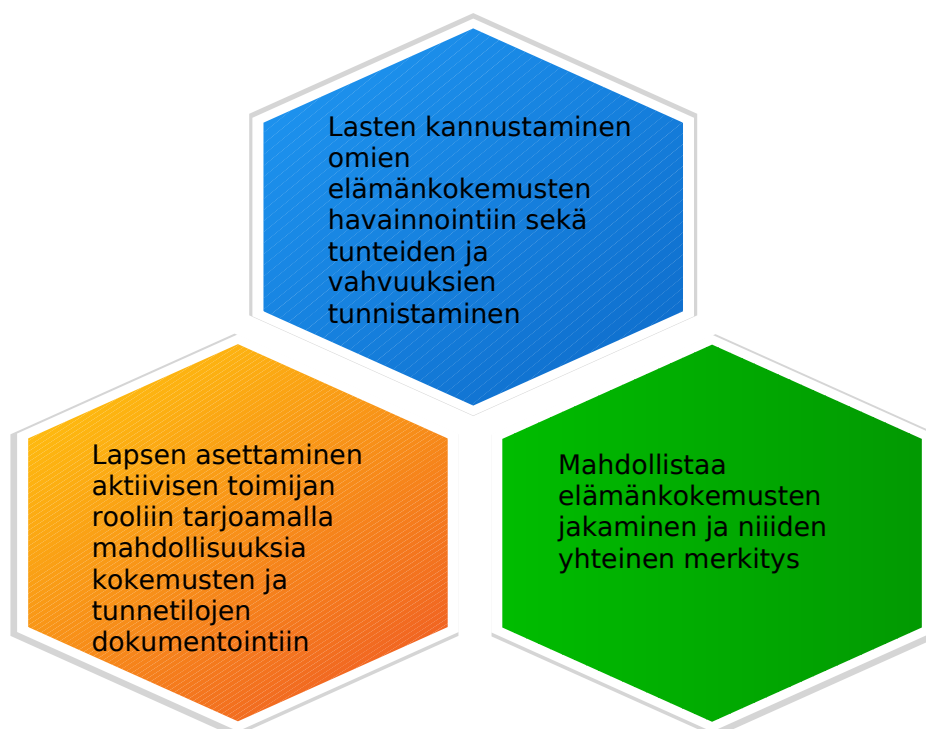 Lasten kannustaminen
omien
elämänkokemusten
havainnointiin sekä
tunteiden ja
vahvuuksien
tunnistaminen
Lapsen asettaminen
aktiivisen toimijan
rooliin tarjoamalla
mahdollisuuksia
kokemusten ja
tunnetilojen
dokumentointiin
Mahdollistaa
elämänkokemusten
jakaminen ja niiiden
yhteinen merkitys